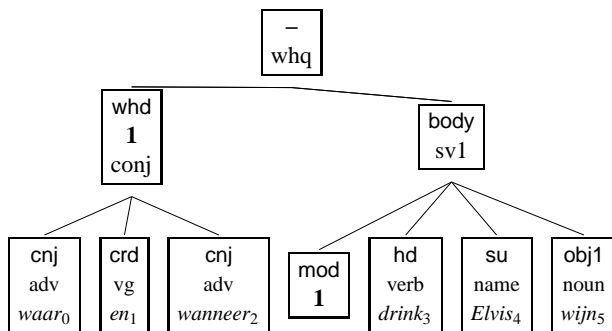 –
whq
whd
1
conj
body
sv1
cnj
adv
waar0
crd
vg
en1
cnj
adv
wanneer2
mod
1
hd
verb
drink3
su
name
Elvis4
obj1
noun
wijn5